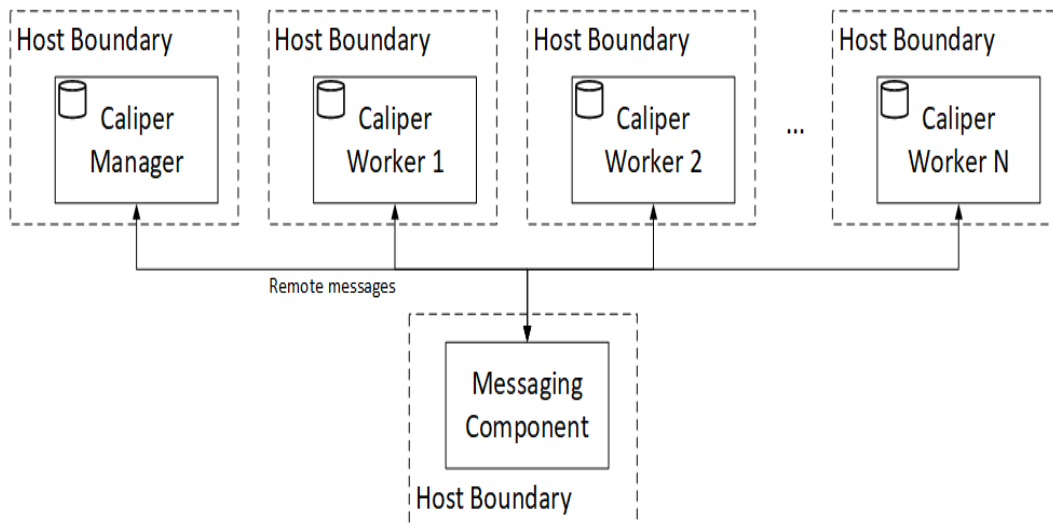 Host Boundary
Host Boundary
Host Boundary
Host Boundary
Caliper
Manager
Caliper
Worker 1
Caliper
Worker 2
...
Caliper
Worker N
Remote messages
Messaging
Component
Host Boundary